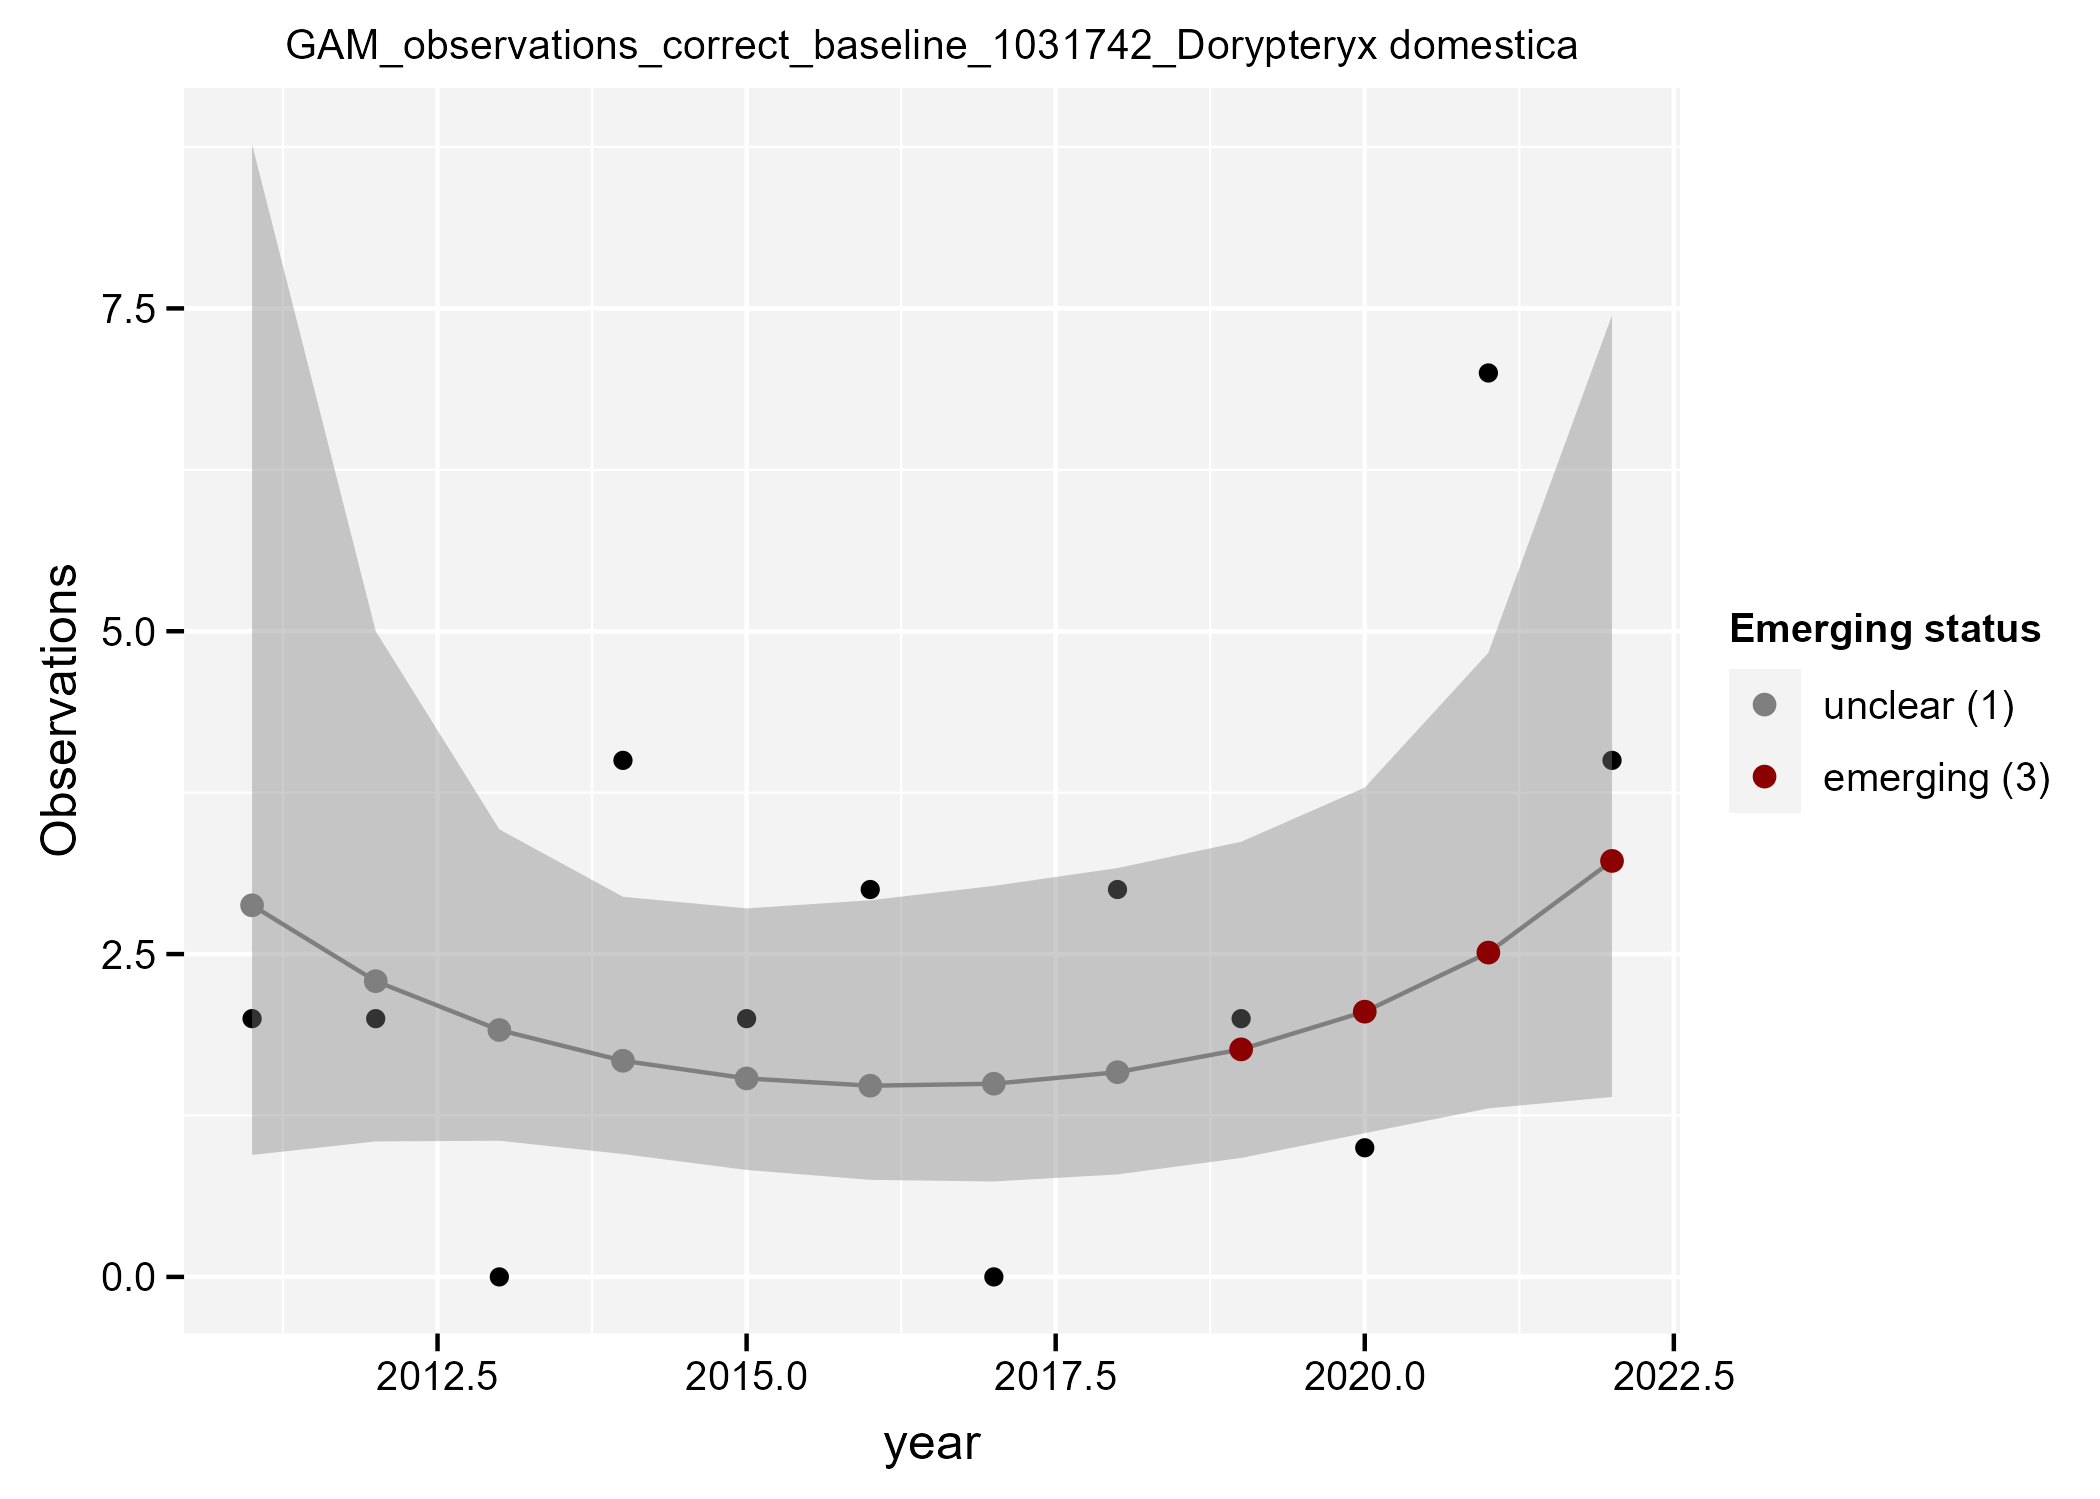 GAM_observations_correct_baseline_1031742_Dorypteryx domestica
Observations
7.5
5.0
2.5
0.0
2012.5
2015.0
2017.5
2020.0
2022.5
year
Emerging status
unclear (1)
emerging (3)